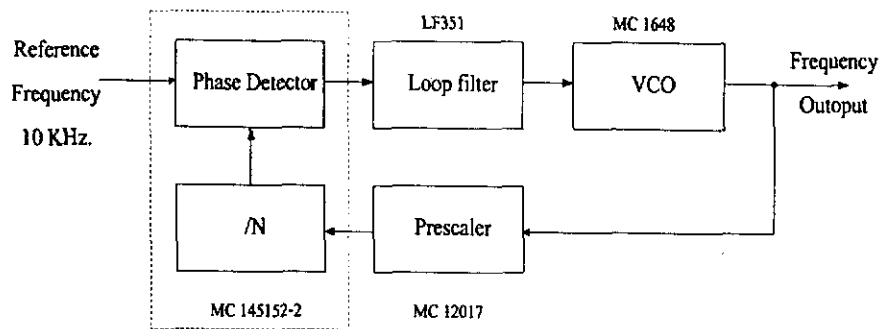 LF351
MC 1648
Reference
Frequency
10 KHz.
Phase Detector
Loop filter
VCO
Frequency
Outoput
/N
Prescaler
MC 145152-2
MC 12017